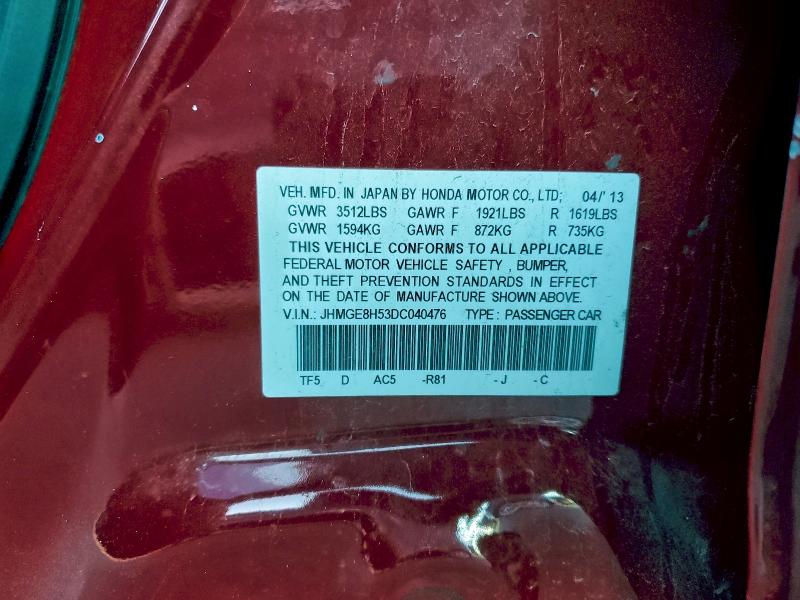 VEH. MFD. IN JAPAN BY HONDA MOTOR CO., LTD; 04/' 13
GVWR 3512LBS GAWR F 1921LBS R 1619LBS
GVWR 1594KG GAWR F 872KG R 735KG
THIS VEHICLE CONFORMS TO ALL APPLICABLE
FEDERAL MOTOR VEHICLE SAFETY , BUMPER,
AND THEFT PREVENTION STANDARDS IN EFFECT
ON THE DATE OF MANUFACTURE SHOWN ABOVE.
V.I.N.: JHMGE8H53DC040476 TYPE : PASSENGER CAR
TF5 D AC5 -R81 -J -C